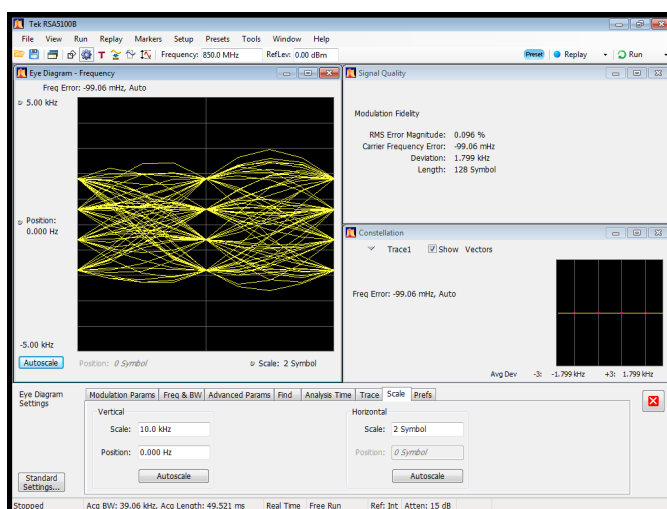 Tek RSA5100B
File View Run Replay Markers Setup Presets Tools Window Help
T Frequency: 850.0 MHz RefLev: 0.00 dBm Preset Replay Run
Eye Diagram - Frequency
Freq Error: -99.06 mHz, Auto
5.00 kHz
Position:
0.000 Hz
-5.00 kHz
Autoscale Position: 0 Symbol Scale: 2 Symbol
Signal Quality
Modulation Fidelity
RMS Error Magnitude: 0.096 %
Carrier Frequency Error: -99.06 mHz
Deviation: 1.799 kHz
Length: 128 Symbol
Constellation
Trace1 Show Vectors
Freq Error: -99.06 mHz, Auto
Avg Dev -3: -1.799 kHz +3: 1.799 kHz
Eye Diagram
Settings
Modulation Params Freq & BW Advanced Params Find Analysis Time Trace Scale Prefs
Vertical Horizontal
Scale: 10.0 kHz Scale: 2 Symbol
Position: 0.000 Hz Position: 0 Symbol
Autoscale Autoscale
Standard
Settings...
Stopped Acq BW: 39.06 kHz, Acq Length: 49.521 ms Real Time Free Run Ref: Int Atten: 15 dB